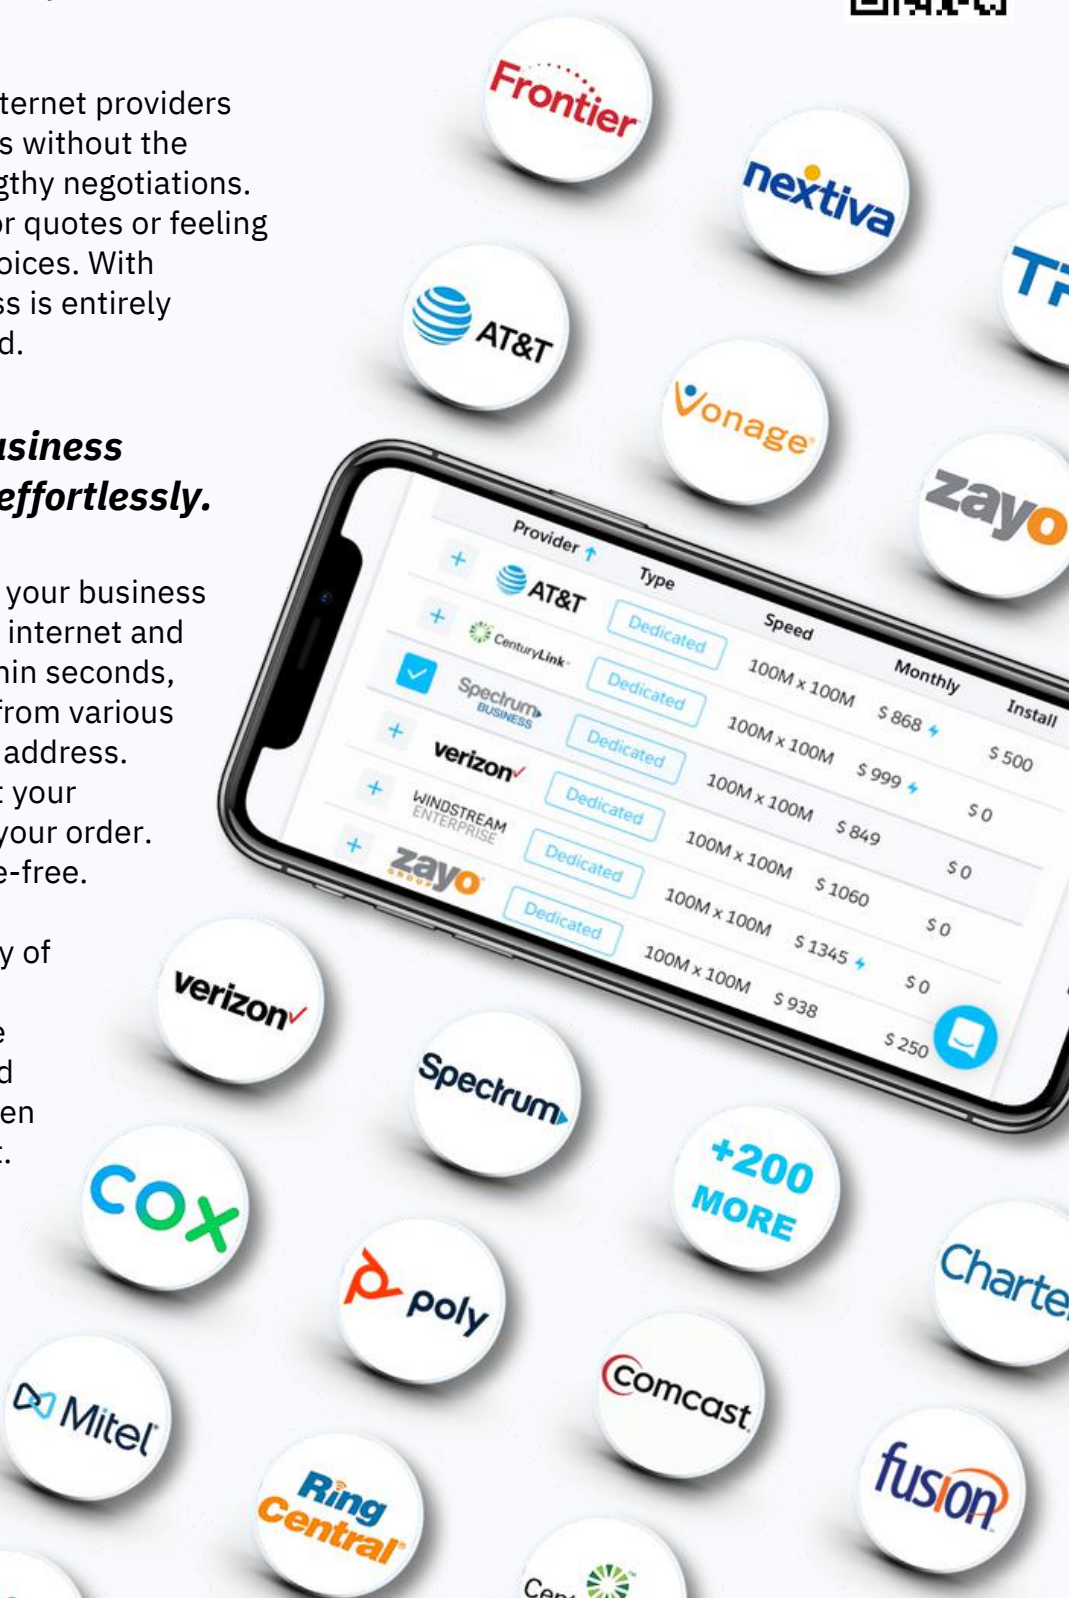 ternet providers
s without the
gthy negotiations.
or quotes or feeling
oices. With
ss is entirely
d.
usiness
effortlessly.
your business
internet and
hin seconds,
from various
address.
t your
your order.
e-free.
y of
e
d
en
t.
Frontier
nextiva
AT&T
Vonage
zayo
Provider ↑ Type Speed Monthly Install
+ AT&T Dedicated 100M x 100M $ 868 $ 500
+ CenturyLink Dedicated 100M x 100M $ 999 $ 0
Spectrum BUSINESS Dedicated 100M x 100M $ 849 $ 0
+ verizon Dedicated 100M x 100M $ 1060 $ 0
+ WINDSTREAM ENTERPRISE Dedicated 100M x 100M $ 1345 $ 0
+ zayo GROUP Dedicated 100M x 100M $ 938 $ 250
verizon
Spectrum
+200
MORE
COX
poly
Charte
Comcast
Mitel
Ring
Central
fusion
Cen